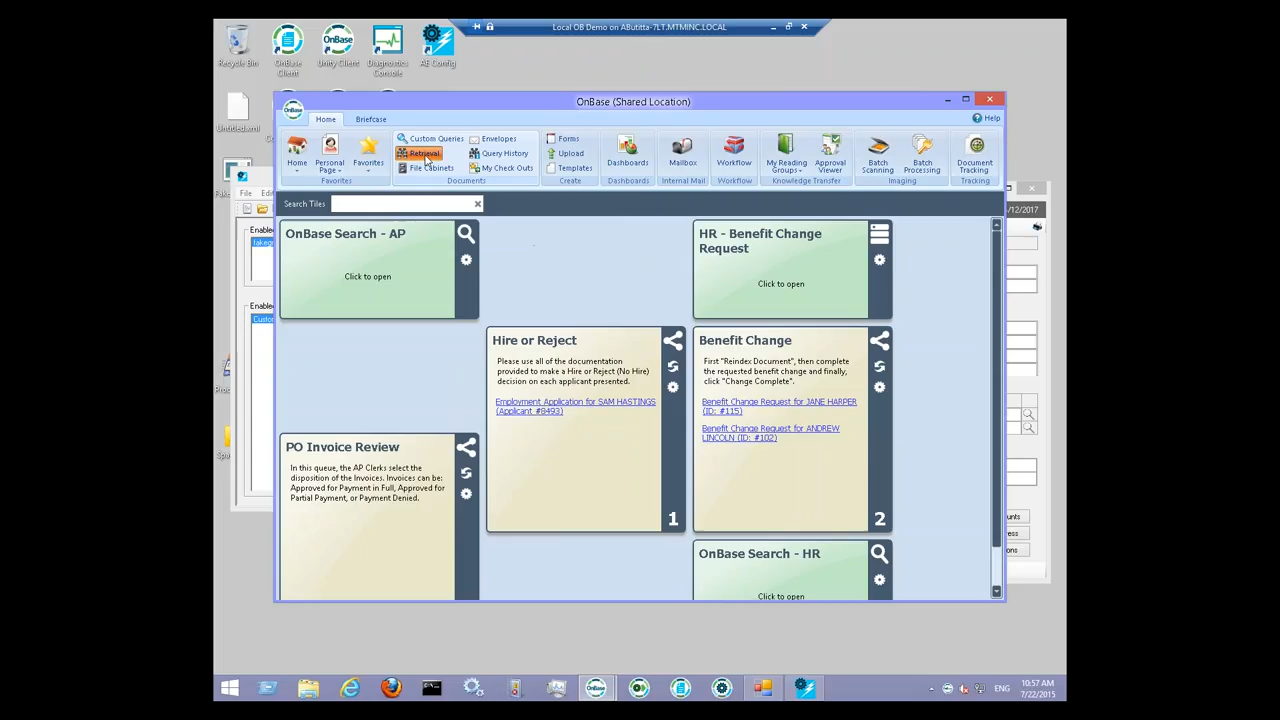 Local OB Demo on AButitta-7LT.MTMINC.LOCAL
Recycle Bin
OnBase Client
Unity Client
Diagnostics Console
AE Config
Untitled.xml
OnBase (Shared Location)
OnBase
Home
Briefcase
Help
Home
Personal Page
Favorites
Custom Queries
Retrieval
File Cabinets
Envelopes
Query History
My Check Outs
Forms
Upload
Templates
Dashboards
Mailbox
Workflow
My Reading Groups
Approval Viewer
Batch Scanning
Batch Processing
Document Tracking
Favorites
Documents
Create
Dashboards
Internal Mail
Workflow
Knowledge Transfer
Imaging
Tracking
File
Search Tiles
OnBase Search - AP
Click to open
HR - Benefit Change
Request
Click to open
Hire or Reject
Please use all of the documentation
provided to make a Hire or Reject (No Hire)
decision on each applicant presented.
Employment Application for SAM HASTINGS
(Applicant #8493)
1
Benefit Change
First "Reindex Document", then complete
the requested benefit change and finally,
click "Change Complete".
Benefit Change Request for JANE HARPER
(ID: #115)
Benefit Change Request for ANDREW
LINCOLN (ID: #102)
2
PO Invoice Review
In this queue, the AP Clerks select the
disposition of the Invoices. Invoices can be:
Approved for Payment in Full, Approved for
Partial Payment, or Payment Denied.
OnBase Search - HR
Click to open
/12/2017
OnBase
ENG
10:57 AM
7/22/2015